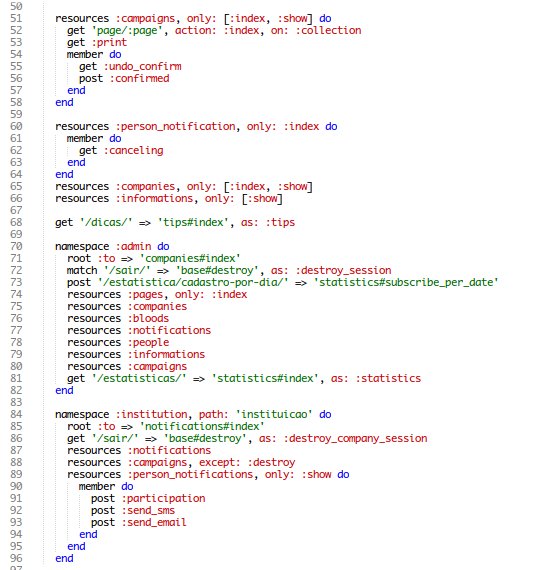 50
51 resources :campaigns, only: [:index, :show] do
52 get 'page/:page', action: :index, on: :collection
53 get :print
54 member do
55 get :undo_confirm
56 post :confirmed
57 end
58 end
59
60 resources :person_notification, only: :index do
61 member do
62 get :canceling
63 end
64 end
65 resources :companies, only: [:index, :show]
66 resources :informations, only: [:show]
67
68 get '/dicas/' => 'tips#index', as: :tips
69
70 namespace :admin do
71 root :to => 'companies#index'
72 match '/sair/' => 'base#destroy', as: :destroy_session
73 post '/estatistica/cadastro-por-dia/' => 'statistics#subscribe_per_date'
74 resources :pages, only: :index
75 resources :companies
76 resources :bloods
77 resources :notifications
78 resources :people
79 resources :informations
80 resources :campaigns
81 get '/estatisticas/' => 'statistics#index', as: :statistics
82 end
83
84 namespace :institution, path: 'instituicao' do
85 root :to => 'notifications#index'
86 get '/sair/' => 'base#destroy', as: :destroy_company_session
87 resources :notifications
88 resources :campaigns, except: :destroy
89 resources :person_notifications, only: :show do
90 member do
91 post :participation
92 post :send_sms
93 post :send_email
94 end
95 end
96 end
97